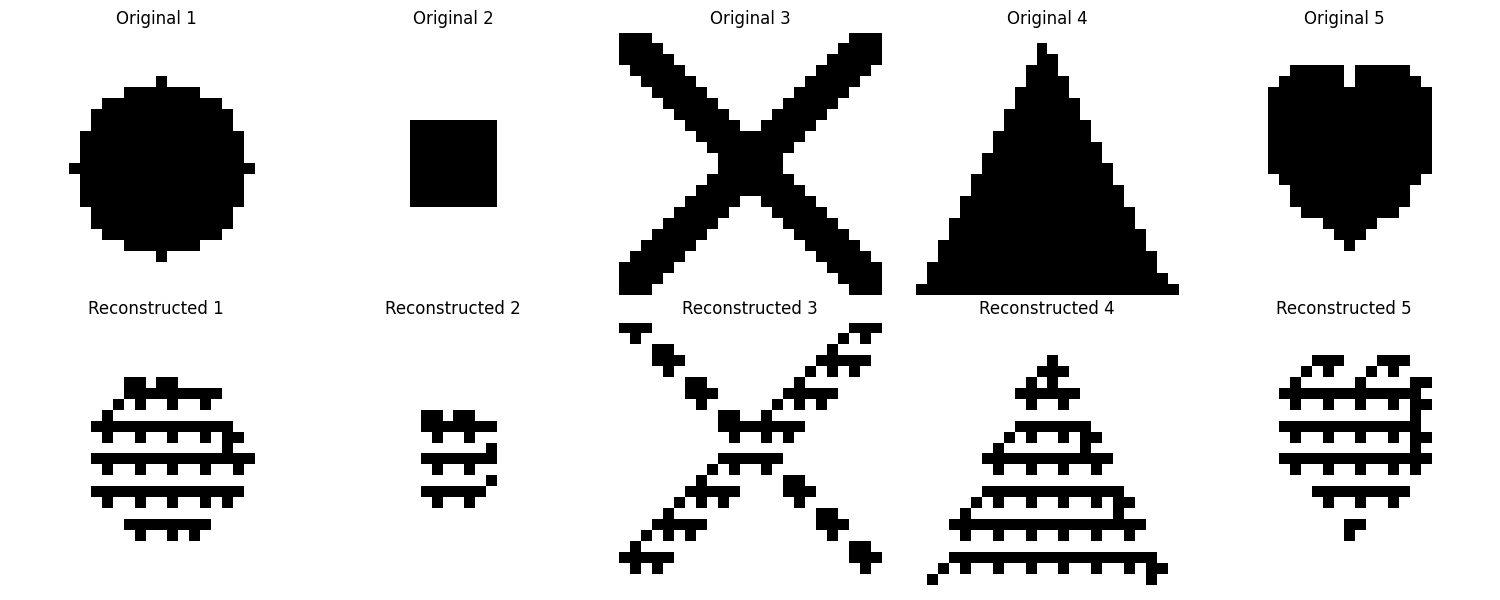 Original 1
Original 2
Original 3
Original 4
Original 5
Reconstructed 1
Reconstructed 2
Reconstructed 3
Reconstructed 4
Reconstructed 5